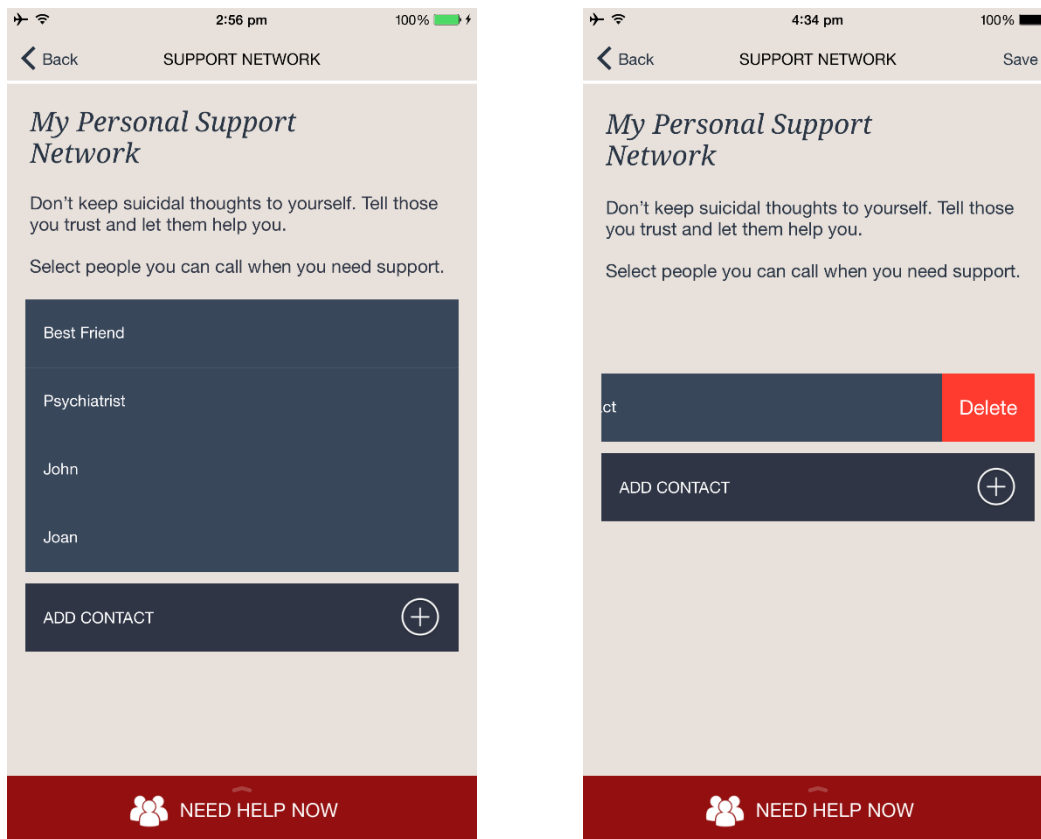 2:56 pm
100%
Back
SUPPORT NETWORK
My Personal Support
Network
Don't keep suicidal thoughts to yourself. Tell those
you trust and let them help you.
Select people you can call when you need support.
Best Friend
Psychiatrist
John
Joan
ADD CONTACT
NEED HELP NOW
4:34 pm
100%
Back
SUPPORT NETWORK
Save
My Personal Support
Network
Don't keep suicidal thoughts to yourself. Tell those
you trust and let them help you.
Select people you can call when you need support.
ct
Delete
ADD CONTACT
NEED HELP NOW